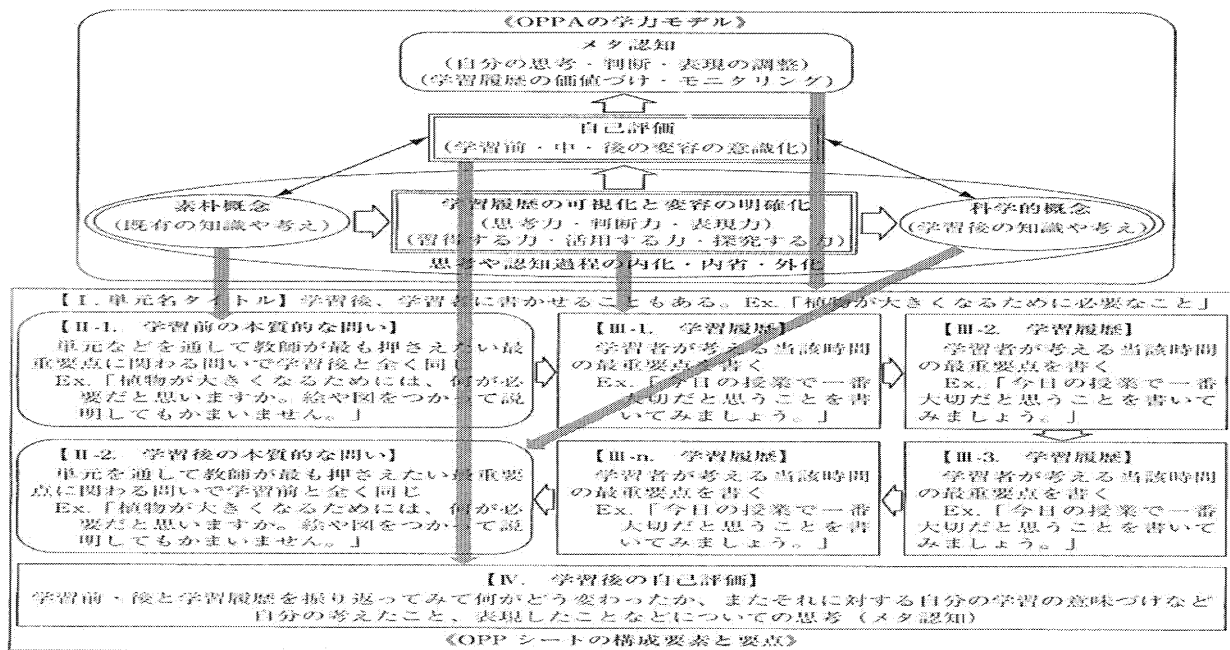 《OPPAの学力モデル》
メタ認知
(自分の思考・判断・表現の調整)
(学習履歴の価値づけ・モニタリング)
自己評価
(学習前・中・後の変容の意識化)
素朴概念
(既有の知識や考え)
学習履歴の可視化と変容の明確化
(思考力・判断力・表現力)
(習得する力・活用する力・探究する力)
科学的概念
(学習後の知識や考え)
思考や認知過程の内化・内省・外化
【Ⅰ.単元名タイトル】学習後、学習者に書かせることもある。Ex.「植物が大きくなるために必要なこと」
【Ⅱ-1. 学習前の本質的な問い】
単元などを通して教師が最も押さえたい最
重要点に関わる問いで学習後と全く同じ
Ex.「植物が大きくなるためには、何が必
要だと思いますか。絵や図をつかって説
明してもかまいません。」
【Ⅲ-1. 学習履歴】
学習者が考える当該時間
の最重要点を書く
Ex.「今日の授業で一番
大切だと思うことを書
いてみましょう。」
【Ⅲ-2. 学習履歴】
学習者が考える当該時間
の最重要点を書く
Ex.「今日の授業で一番
大切だと思うことを書いて
みましょう。」
【Ⅱ-2. 学習後の本質的な問い】
単元を通して教師が最も押さえたい最重要
点に関わる問いで学習前と全く同じ
Ex.「植物が大きくなるためには、何が必
要だと思いますか。絵や図をつかって説
明してもかまいません。」
【Ⅲ-n. 学習履歴】
学習者が考える当該時間
の最重要点を書く
Ex.「今日の授業で一番
大切だと思うことを書
いてみましょう。」
【Ⅲ-3. 学習履歴】
学習者が考える当該時間
の最重要点を書く
Ex.「今日の授業で一番
大切だと思うことを書いて
みましょう。」
【Ⅳ. 学習後の自己評価】
学習前・後と学習履歴を振り返ってみて何がどう変わったか、またそれに対する自分の学習の意味づけなど
自分の考えたこと、表現したことなどについての思考(メタ認知)
《OPP シートの構成要素と要点》